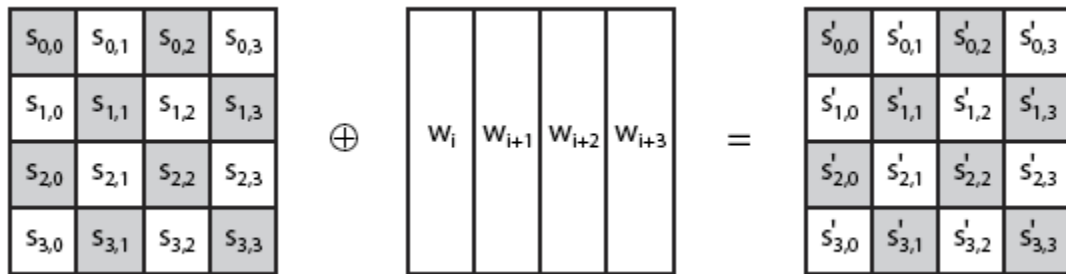 S0,0 S0,1 S0,2 S0,3 S'0,0 S'0,1 S'0,2 S'0,3
S1,0 S1,1 S1,2 S1,3 ⊕ Wi Wi+1 Wi+2 Wi+3 = S'1,0 S'1,1 S'1,2 S'1,3
S2,0 S2,1 S2,2 S2,3 S'2,0 S'2,1 S'2,2 S'2,3
S3,0 S3,1 S3,2 S3,3 S'3,0 S'3,1 S'3,2 S'3,3